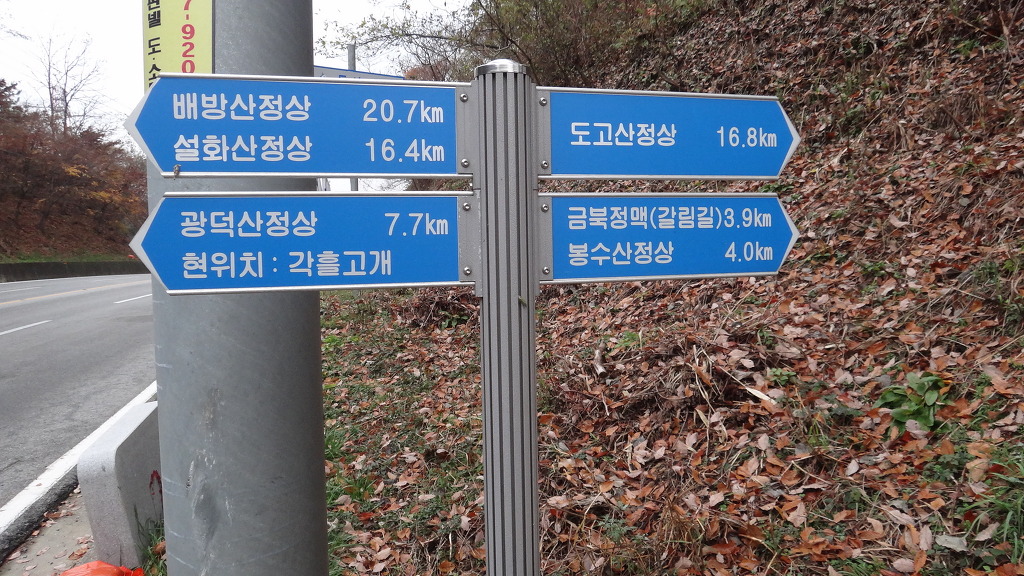 7-920
배방산정상 20.7km
설화산정상 16.4km
도고산정상 16.8km
광덕산정상 7.7km
현위치 : 각흘고개
금북정맥(갈림길)3.9km
봉수산정상 4.0km